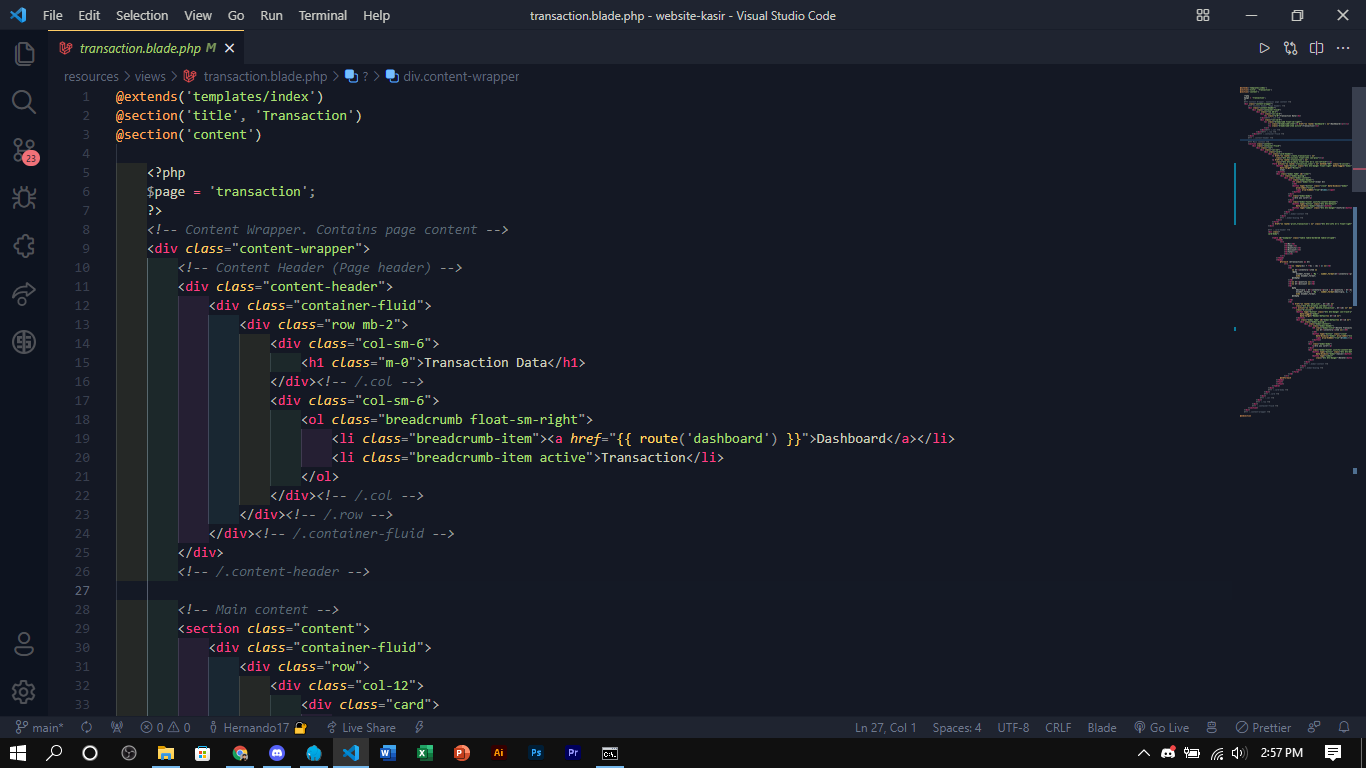 File Edit Selection View Go Run Terminal Help
transaction.blade.php - website-kasir - Visual Studio Code
transaction.blade.php M
resources > views > transaction.blade.php > ? > div.content-wrapper
1 @extends('templates/index')
2 @section('title', 'Transaction')
3 @section('content')
4
5 <?php
6 $page = 'transaction';
7 ?>
8 <!-- Content Wrapper. Contains page content -->
9 <div class="content-wrapper">
10 <!-- Content Header (Page header) -->
11 <div class="content-header">
12 <div class="container-fluid">
13 <div class="row mb-2">
14 <div class="col-sm-6">
15 <h1 class="m-0">Transaction Data</h1>
16 </div><!-- /.col -->
17 <div class="col-sm-6">
18 <ol class="breadcrumb float-sm-right">
19 <li class="breadcrumb-item"><a href="{{ route('dashboard') }}">Dashboard</a></li>
20 <li class="breadcrumb-item active">Transaction</li>
21 </ol>
22 </div><!-- /.col -->
23 </div><!-- /.row -->
24 </div><!-- /.container-fluid -->
25 </div>
26 <!-- /.content-header -->
27
28 <!-- Main content -->
29 <section class="content">
30 <div class="container-fluid">
31 <div class="row">
32 <div class="col-12">
33 <div class="card">
23
main* 0 0 Hernando17 Live Share Ln 27, Col 1 Spaces: 4 UTF-8 CRLF Blade Go Live Prettier
W X P Ai Ps Pr C:\ 2:57 PM